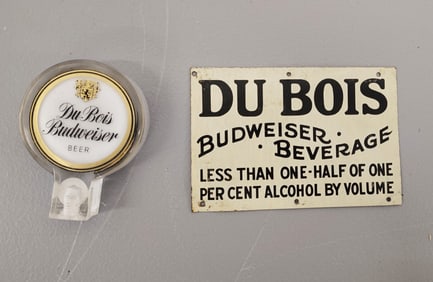 Du Bois
Budweiser
BEER
DU BOIS
BUDWEISER ·
· BEVERAGE
LESS THAN ONE-HALF OF ONE
PER CENT ALCOHOL BY VOLUME